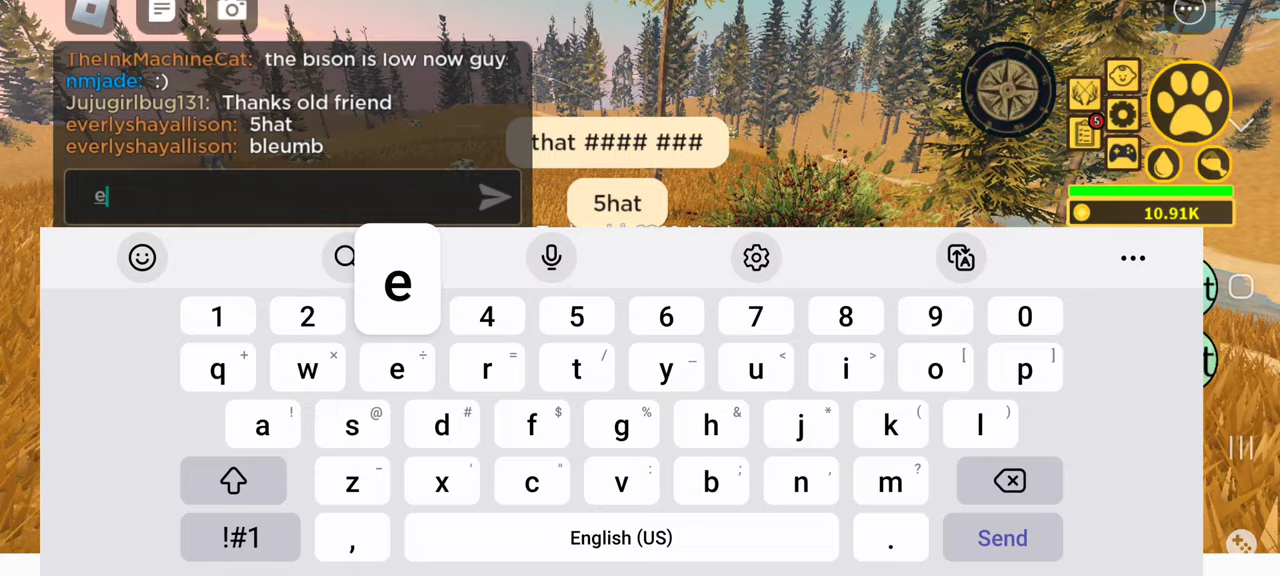 TheInkMachineCat: the bison is low now guy
nmjade: :)
Jujugirlbug131: Thanks old friend
everlyshayallison: 5hat
everlyshayallison: bleumb
that #### ###
5hat
e
5
10.91K
t
t
e
1 2 4 5 6 7 8 9 0
q + w × e ÷ r = t / y _ u < i > o [ p ]
a ! s @ d # f $ g % h & j * k ( l )
z - x ' c " v : b ; n , m ?
!#1 , English (US) . Send